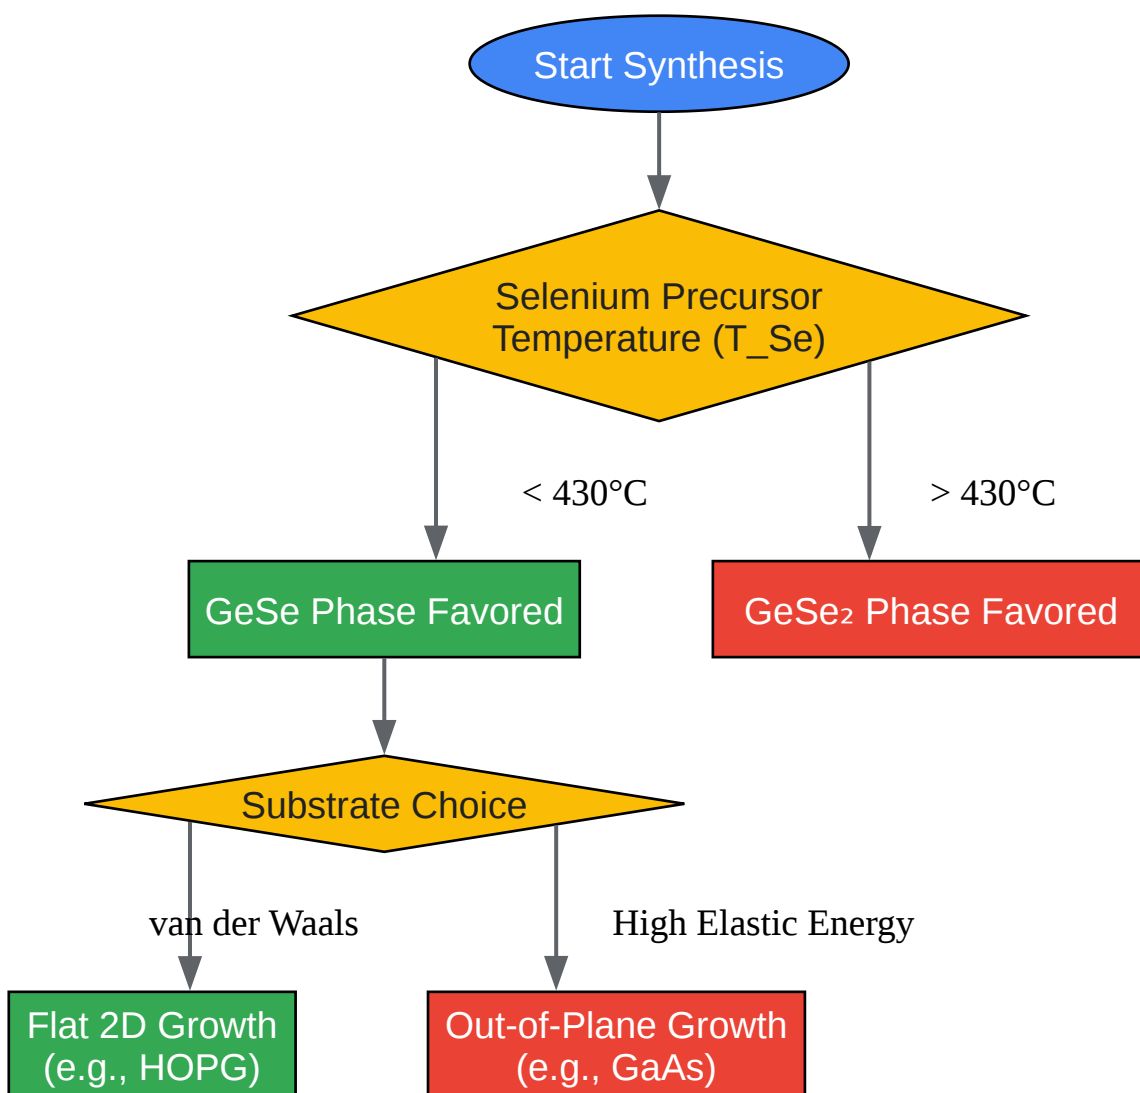 Start Synthesis
Selenium Precursor
Temperature (T_Se)
< 430°C
> 430°C
GeSe Phase Favored
GeSe₂ Phase Favored
Substrate Choice
van der Waals
High Elastic Energy
Flat 2D Growth
(e.g., HOPG)
Out-of-Plane Growth
(e.g., GaAs)